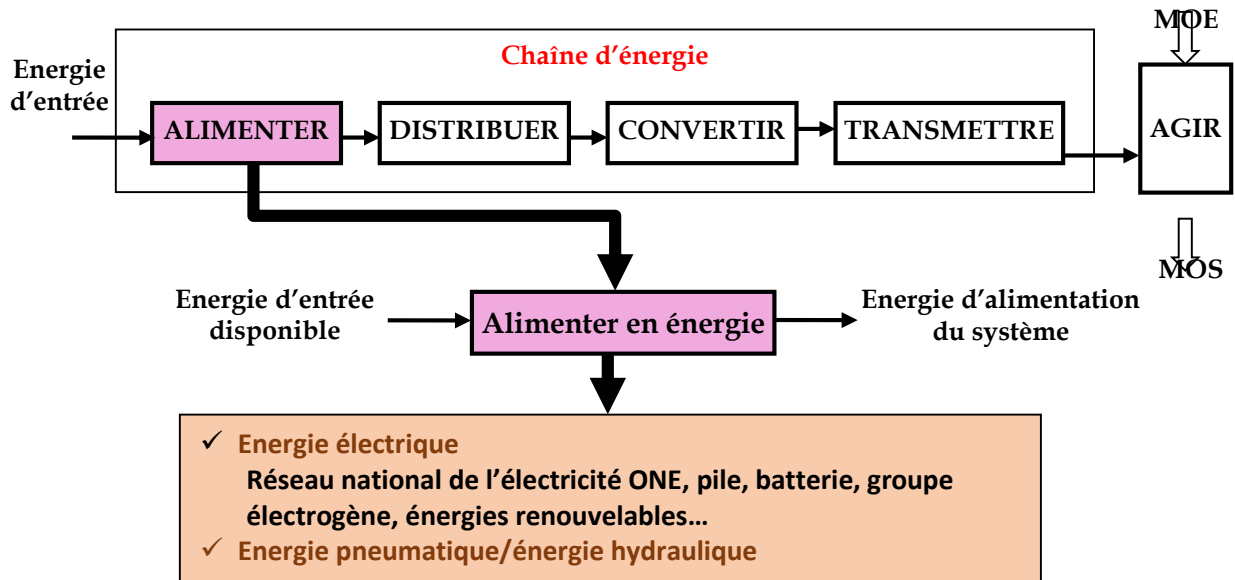 MOE
Chaîne d'énergie
Energie
d'entrée
ALIMENTER
DISTRIBUER
CONVERTIR
TRANSMETTRE
AGIR
MOS
Energie d'entrée
disponible
Alimenter en énergie
Energie d'alimentation
du système
✓ Energie électrique
Réseau national de l'électricité ONE, pile, batterie, groupe
électrogène, énergies renouvelables…
✓ Energie pneumatique/énergie hydraulique